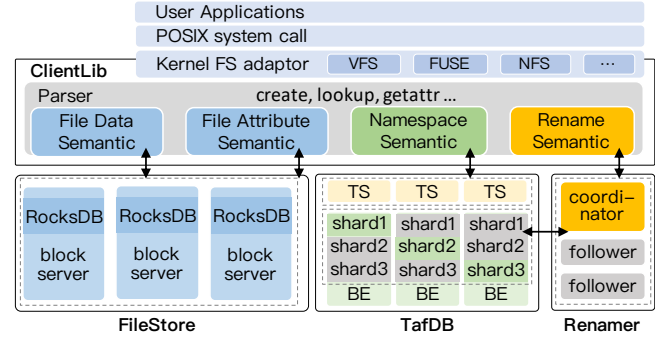 User Applications
POSIX system call
Kernel FS adaptor VFS FUSE NFS ...
ClientLib
Parser create, lookup, getattr ...
File Data Semantic
File Attribute Semantic
Namespace Semantic
Rename Semantic
RocksDB RocksDB RocksDB
block server block server block server
FileStore
TS TS TS
shard1 shard1 shard1
shard2 shard2 shard2
shard3 shard3 shard3
BE BE BE
TafDB
coordi-
nator
follower
follower
Renamer